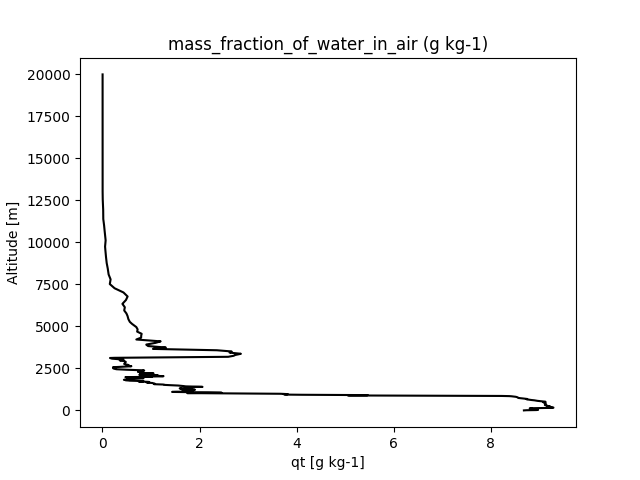 mass_fraction_of_water_in_air (g kg-1)
20000
17500
15000
12500
10000
7500
5000
2500
0
Altitude [m]
0 2 4 6 8
qt [g kg-1]